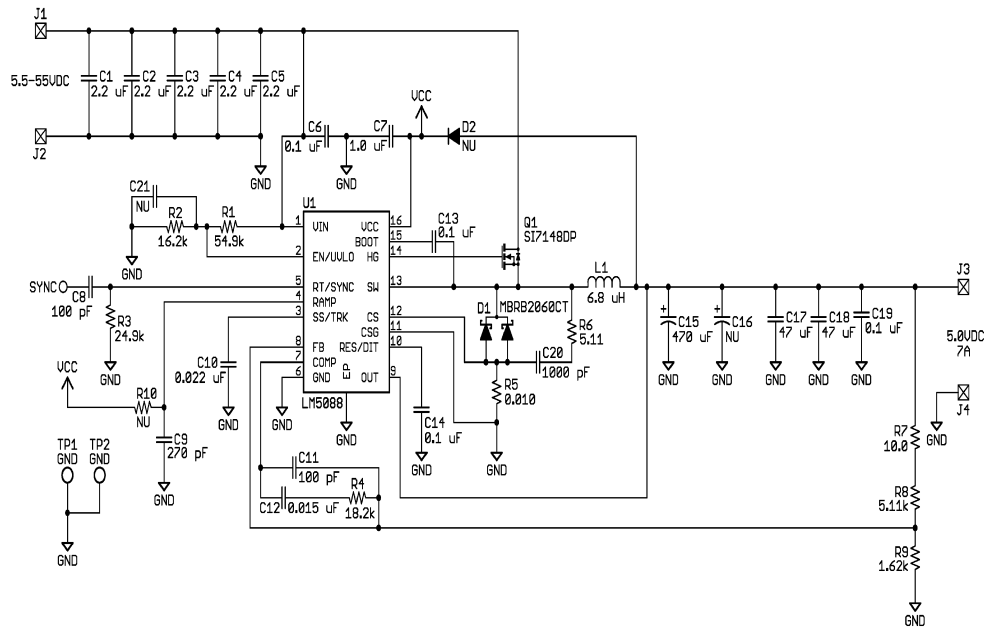 J1
5.5-55VDC
C1
2.2 uF
C2
2.2 uF
C3
2.2 uF
C4
2.2 uF
C5
2.2 uF
J2
GND
C6
0.1 uF
GND
C7
1.0 uF
VCC
D2
NU
C21
NU
R2
16.2k
R1
54.9k
GND
U1
1 VIN
2 EN/UVLO
5 RT/SYNC
4 RAMP
3 SS/TRK
8 FB
7 COMP
6 GND
EP
VCC 16
BOOT 15
HG 14
SW 13
CS 12
CSG 11
RES/DIT 10
OUT 9
LM5088
GND
GND
C13
0.1 uF
Q1
SI7148DP
SYNC
C8
100 pF
R3
24.9k
GND
C10
0.022 uF
GND
VCC
R10
NU
C9
270 pF
GND
TP1
GND
TP2
GND
GND
C14
0.1 uF
GND
D1
MBRB2060CT
R6
5.11
C20
1000 pF
R5
0.010
GND
L1
6.8 uH
C15
470 uF
GND
C16
NU
GND
C17
47 uF
GND
C18
47 uF
GND
C19
0.1 uF
GND
J3
5.0VDC
7A
J4
GND
C11
100 pF
C12
0.015 uF
R4
18.2k
R7
10.0
R8
5.11k
R9
1.62k
GND